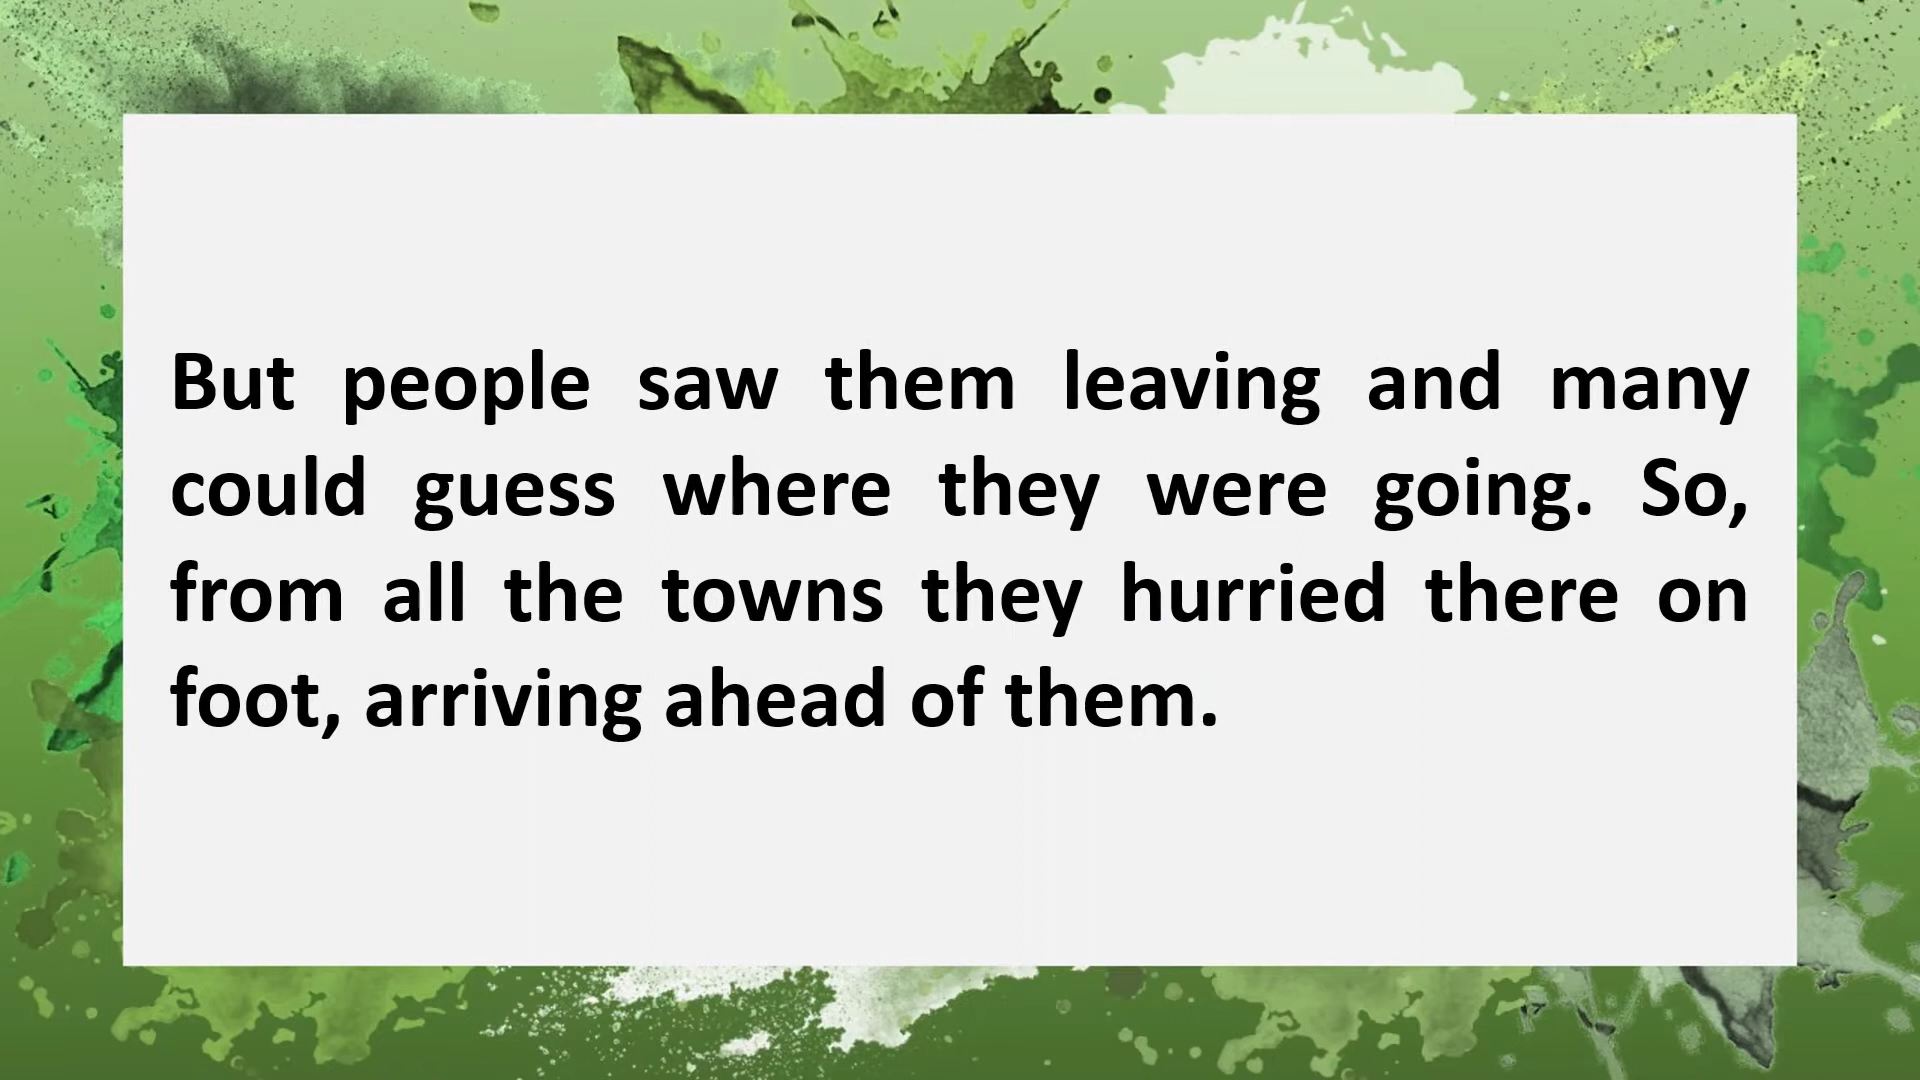 But people saw them leaving and many
could guess where they were going. So,
from all the towns they hurried there on
foot, arriving ahead of them.